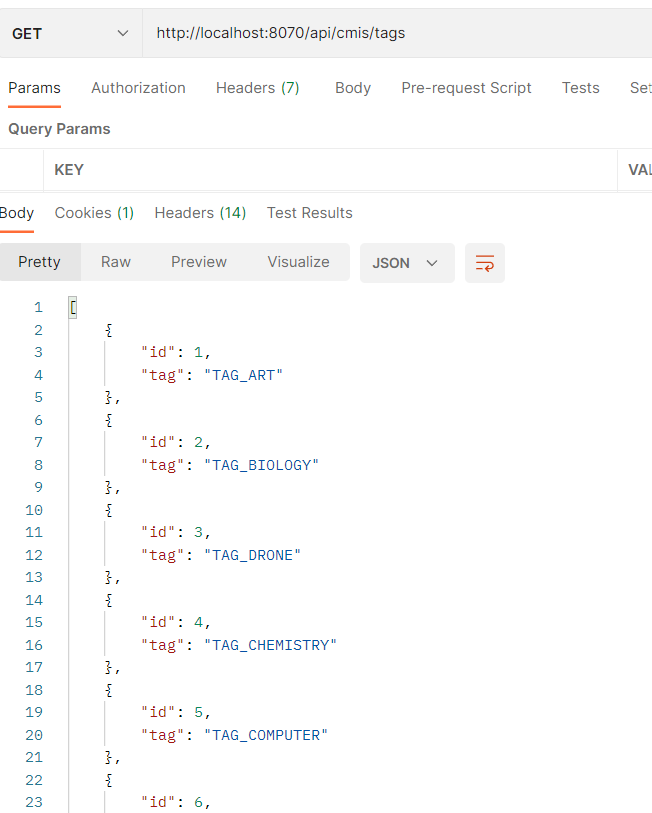 GET http://localhost:8070/api/cmis/tags
Params Authorization Headers (7) Body Pre-request Script Tests Set
Query Params
KEY VAL
Body Cookies (1) Headers (14) Test Results
Pretty Raw Preview Visualize JSON
1 [
2 {
3 "id": 1,
4 "tag": "TAG_ART"
5 },
6 {
7 "id": 2,
8 "tag": "TAG_BIOLOGY"
9 },
10 {
11 "id": 3,
12 "tag": "TAG_DRONE"
13 },
14 {
15 "id": 4,
16 "tag": "TAG_CHEMISTRY"
17 },
18 {
19 "id": 5,
20 "tag": "TAG_COMPUTER"
21 },
22 {
23 "id": 6,